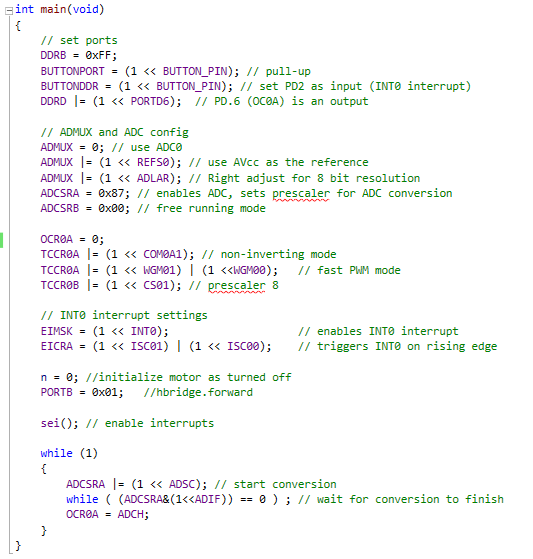 int main(void)
{
// set ports
DDRB = 0xFF;
BUTTONPORT = (1 << BUTTON_PIN); // pull-up
BUTTONDDR = (1 << BUTTON_PIN); // set PD2 as input (INT0 interrupt)
DDRD |= (1 << PORTD6);  // PD.6 (OC0A) is an output
// ADMUX and ADC config
ADMUX = 0; // use ADC0
ADMUX |= (1 << REFS0); // use AVcc as the reference
ADMUX |= (1 << ADLAR); // Right adjust for 8 bit resolution
ADCSRA = 0x87; // enables ADC, sets prescaler for ADC conversion
ADCSRB = 0x00; // free running mode
OCR0A = 0;
TCCR0A |= (1 << COM0A1); // non-inverting mode
TCCR0A |= (1 << WGM01) | (1 <<WGM00);   // fast PWM mode
TCCR0B |= (1 << CS01); // prescaler 8
// INT0 interrupt settings
EIMSK = (1 << INT0);                    // enables INT0 interrupt
EICRA = (1 << ISC01) | (1 << ISC00);    // triggers INT0 on rising edge
n = 0; //initialize motor as turned off
PORTB = 0x01;   //hbridge.forward
sei(); // enable interrupts
while (1)
{
ADCSRA |= (1 << ADSC); // start conversion
while ( (ADCSRA&(1<<ADIF)) == 0 ) ; // wait for conversion to finish
OCR0A = ADCH;
}
}